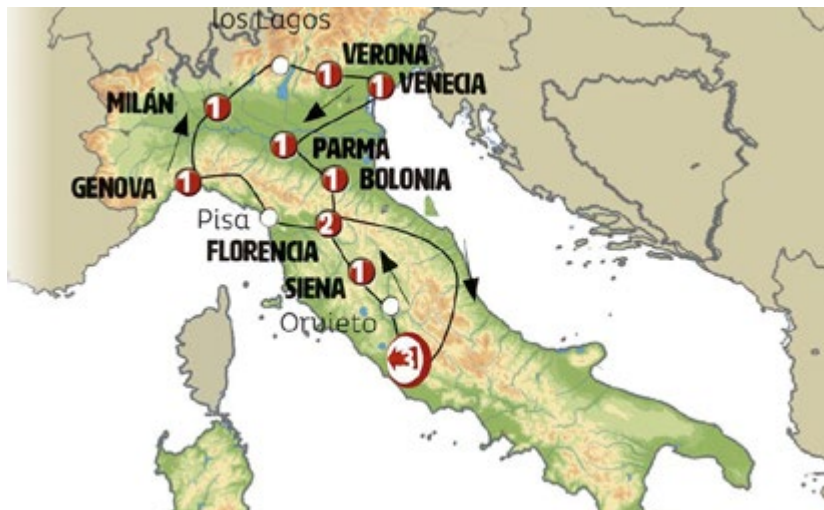 los Lagos
VERONA
1
1
VENECIA
MILÁN
1
1
PARMA
GENOVA
1
1
BOLONIA
Pisa
2
FLORENCIA
1
SIENA
Orvieto
3